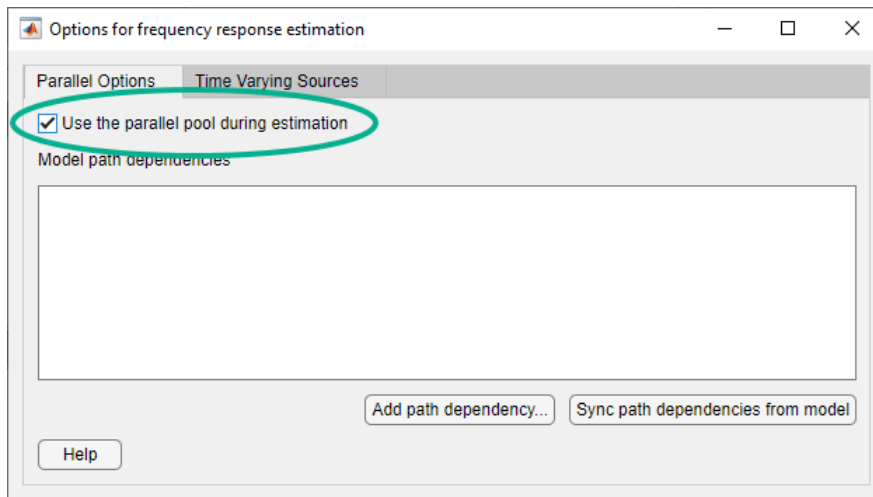 Options for frequency response estimation
Parallel Options Time Varying Sources
Use the parallel pool during estimation
Model path dependencies
Add path dependency... Sync path dependencies from model
Help